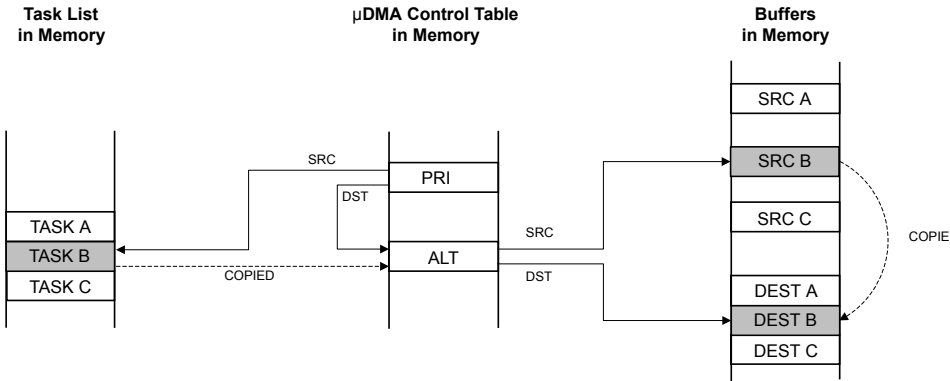 Task List
in Memory
µDMA Control Table
in Memory
Buffers
in Memory
SRC A
SRC
SRC B
PRI
DST
TASK A
SRC C
SRC
COPIE
TASK B
ALT
COPIED
DST
TASK C
DEST A
DEST B
DEST C